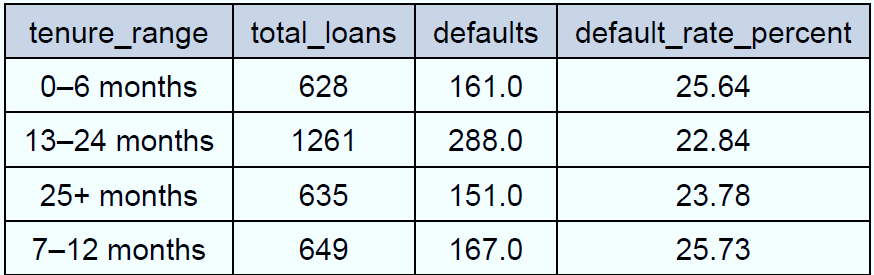 tenure_range total_loans defaults default_rate_percent
0–6 months 628 161.0 25.64
13–24 months 1261 288.0 22.84
25+ months 635 151.0 23.78
7–12 months 649 167.0 25.73